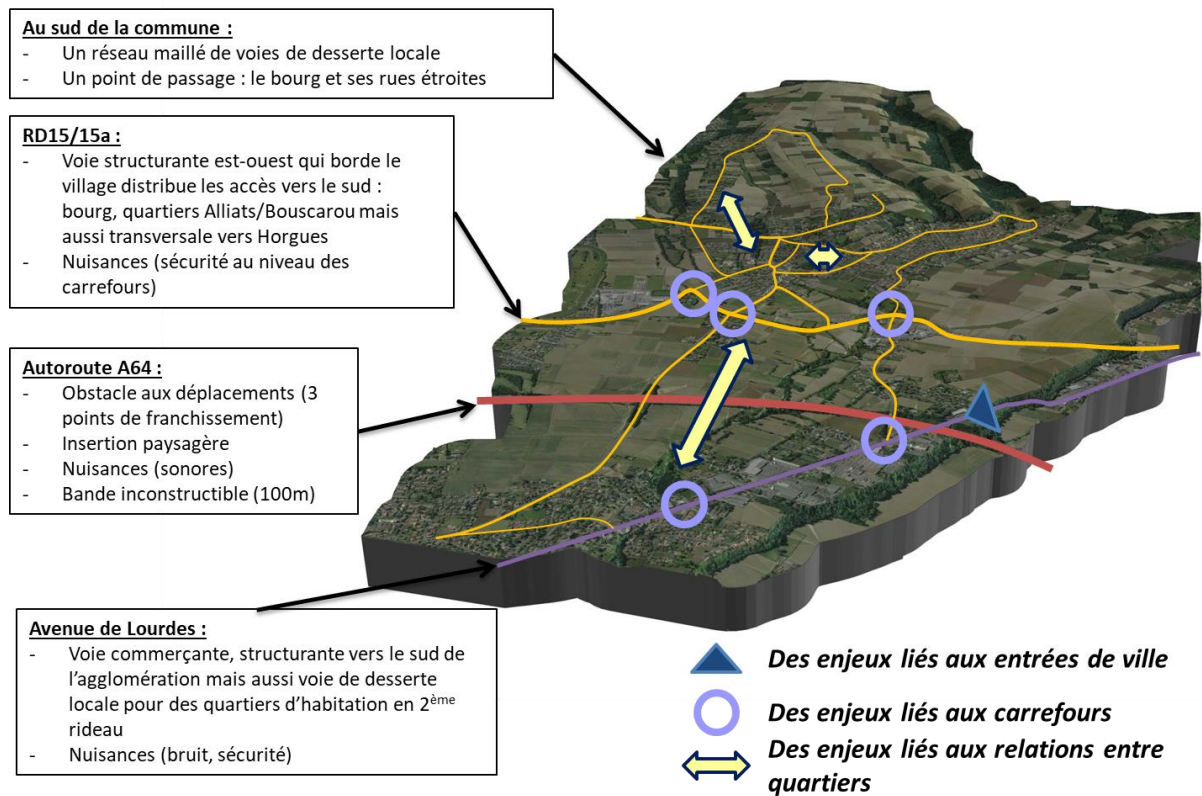 Au sud de la commune :
- Un réseau maillé de voies de desserte locale
- Un point de passage : le bourg et ses rues étroites
RD15/15a :
- Voie structurante est-ouest qui borde le
village distribue les accès vers le sud :
bourg, quartiers Alliats/Bouscarou mais
aussi transversale vers Horgues
- Nuisances (sécurité au niveau des
carrefours)
Autoroute A64 :
- Obstacle aux déplacements (3
points de franchissement)
- Insertion paysagère
- Nuisances (sonores)
- Bande inconstructible (100m)
Avenue de Lourdes :
- Voie commerçante, structurante vers le sud de
l’agglomération mais aussi voie de desserte
locale pour des quartiers d’habitation en 2ème
rideau
- Nuisances (bruit, sécurité)
Des enjeux liés aux entrées de ville
Des enjeux liés aux carrefours
Des enjeux liés aux relations entre
quartiers